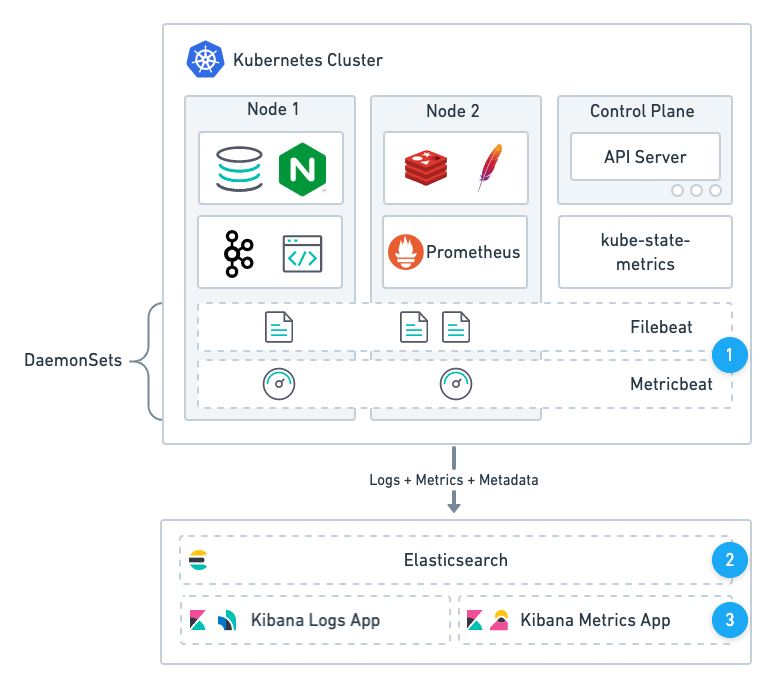 Kubernetes Cluster
Node 1
Node 2
Control Plane
API Server
N
Prometheus
kube-state-
metrics
DaemonSets
Filebeat
1
Metricbeat
Logs + Metrics + Metadata
Elasticsearch
2
Kibana Logs App
Kibana Metrics App
3